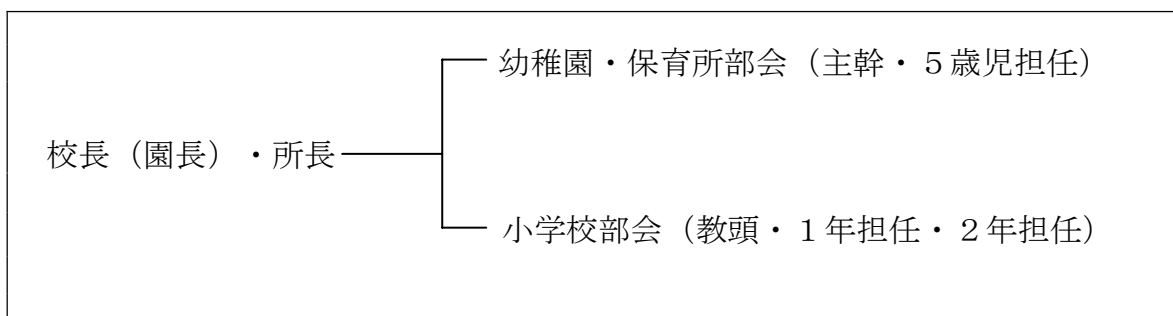 幼稚園・保育所部会（主幹・５歳児担任）
校長（園長）・所長
小学校部会（教頭・１年担任・２年担任）